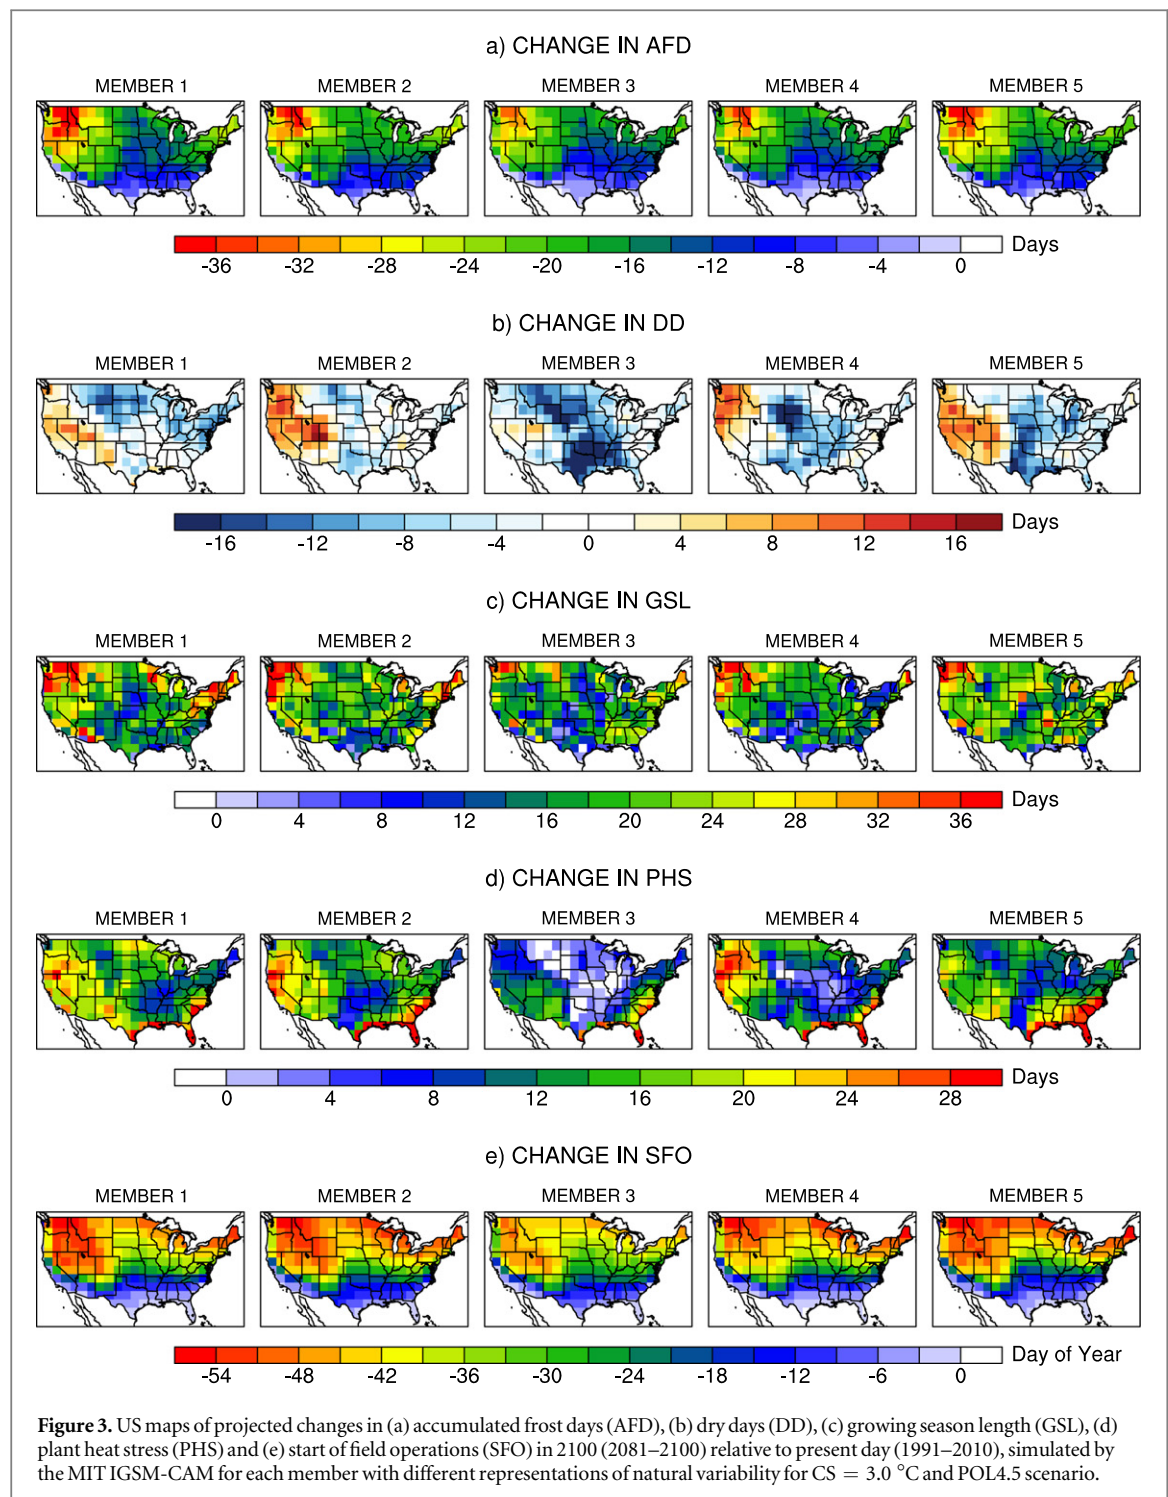 a) CHANGE IN AFD
MEMBER 1 MEMBER 2 MEMBER 3 MEMBER 4 MEMBER 5
-36 -32 -28 -24 -20 -16 -12 -8 -4 0 Days
b) CHANGE IN DD
MEMBER 1 MEMBER 2 MEMBER 3 MEMBER 4 MEMBER 5
-16 -12 -8 -4 0 4 8 12 16 Days
c) CHANGE IN GSL
MEMBER 1 MEMBER 2 MEMBER 3 MEMBER 4 MEMBER 5
0 4 8 12 16 20 24 28 32 36 Days
d) CHANGE IN PHS
MEMBER 1 MEMBER 2 MEMBER 3 MEMBER 4 MEMBER 5
0 4 8 12 16 20 24 28 Days
e) CHANGE IN SFO
MEMBER 1 MEMBER 2 MEMBER 3 MEMBER 4 MEMBER 5
-54 -48 -42 -36 -30 -24 -18 -12 -6 0 Day of Year
Figure 3. US maps of projected changes in (a) accumulated frost days (AFD), (b) dry days (DD), (c) growing season length (GSL), (d)
plant heat stress (PHS) and (e) start of field operations (SFO) in 2100 (2081–2100) relative to present day (1991–2010), simulated by
the MIT IGSM-CAM for each member with different representations of natural variability for CS = 3.0 °C and POL4.5 scenario.